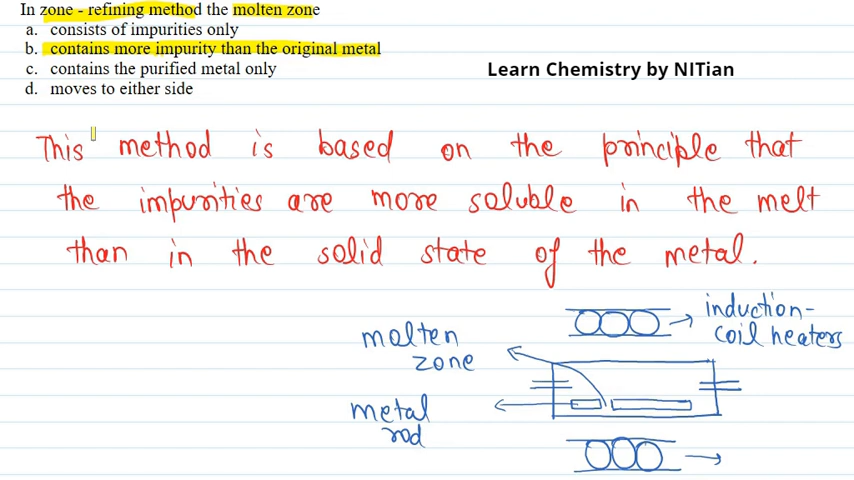 In zone - refining method the molten zone
a. consists of impurities only
b. contains more impurity than the original metal
c. contains the purified metal only
d. moves to either side
Learn Chemistry by NITian
This method is based on the principle that
the impurities are more soluble in the melt
than in the solid state of the metal.
induction-
coil heaters
molten
zone
metal
rod